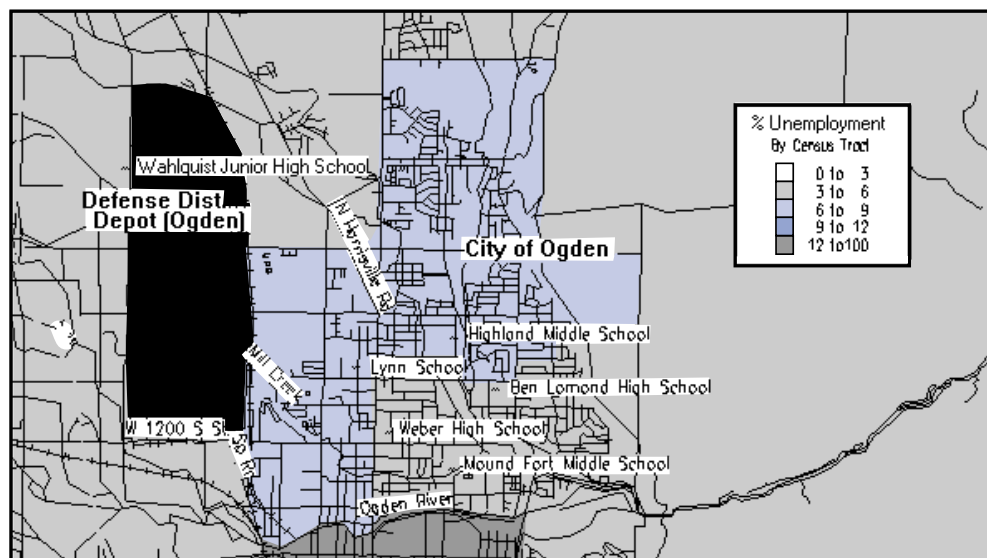 % Unemployment
By Census Tract
0 to 3
3 to 6
6 to 9
9 to 12
12 to 100
Wahlquist Junior High School
Defense Dist
Depot (Ogden)
N Harrisville Rd
City of Ogden
Highland Middle School
Mill Creek
Lynn School
Ben Lomond High School
W 1200 S St
Weber High School
Mound Fort Middle School
Ogden River